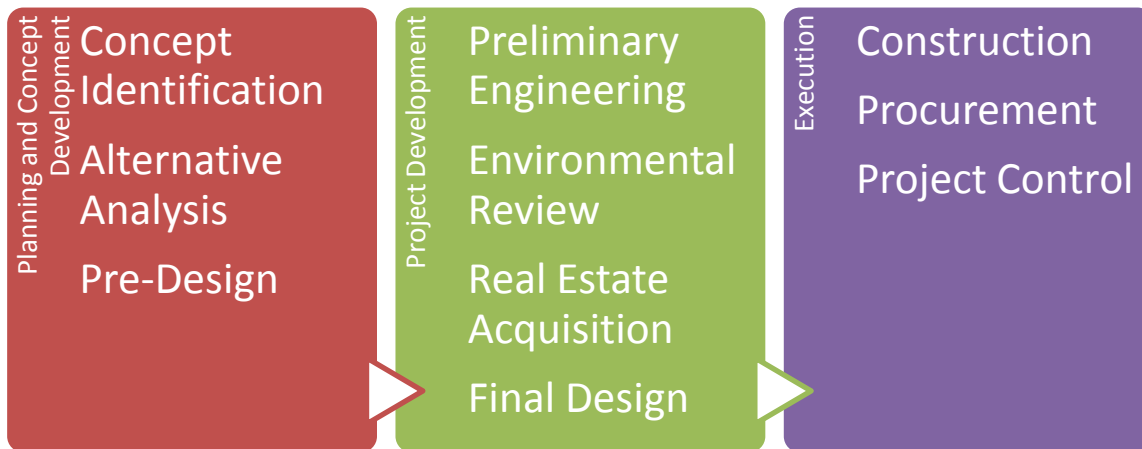 Planning and Concept
Development
Concept
Identification
Alternative
Analysis
Pre-Design
Project Development
Preliminary
Engineering
Environmental
Review
Real Estate
Acquisition
Final Design
Execution
Construction
Procurement
Project Control